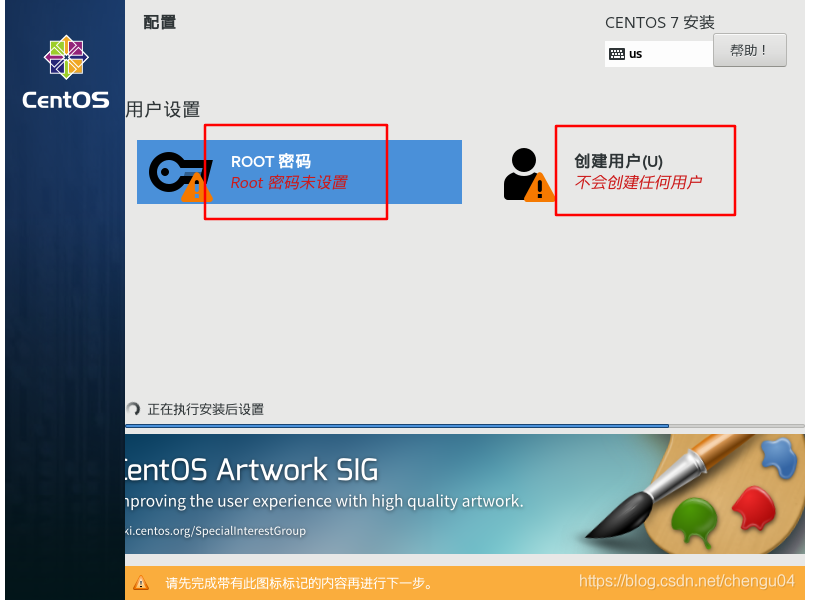 配置
CENTOS 7 安装
us
帮助！
CentOS
用户设置
ROOT 密码
Root 密码未设置
创建用户(U)
不会创建任何用户
正在执行安装后设置
CentOS Artwork SIG
mproving the user experience with high quality artwork.
ki.centos.org/SpecialInterestGroup
请先完成带有此图标标记的内容再进行下一步。
https://blog.csdn.net/chengu04